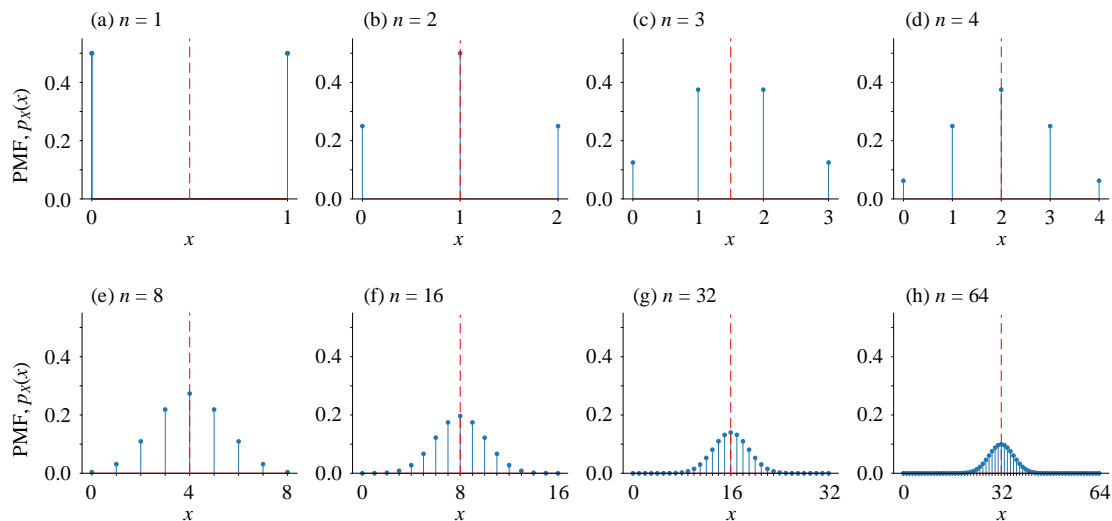 (a) n = 1
(b) n = 2
(c) n = 3
(d) n = 4
PMF, pX(x)
0.4
0.2
0.0
0 1
x
0.4
0.2
0.0
0 1 2
x
0.4
0.2
0.0
0 1 2 3
x
0.4
0.2
0.0
0 1 2 3 4
x
(e) n = 8
(f) n = 16
(g) n = 32
(h) n = 64
PMF, pX(x)
0.4
0.2
0.0
0 4 8
x
0.4
0.2
0.0
0 8 16
x
0.4
0.2
0.0
0 16 32
x
0.4
0.2
0.0
0 32 64
x